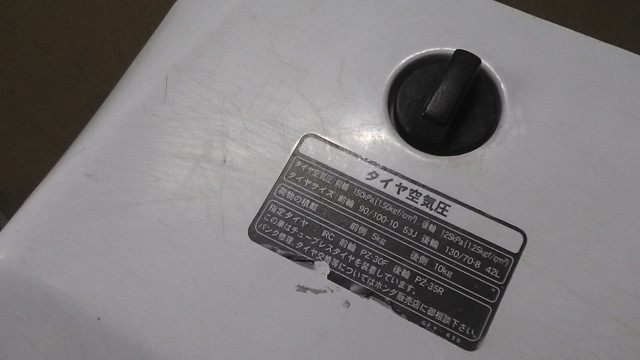 タイヤ空気圧
タイヤ空気圧 前輪 150kPa(1.50kgf/cm²) 後輪 125kPa(1.25kgf/cm²)
タイヤサイズ 前輪 90/100-10 53J 後輪 130/70-8 42L
荷物の積載 前側 5kg 後側 10kg
指定タイヤ RC 前輪 PZ-30F 後輪 PZ-35R
この車はチューブレスタイヤを装着しています。
パンク修理、タイヤ交換等についてはホンダ販売店に御相談下さい。